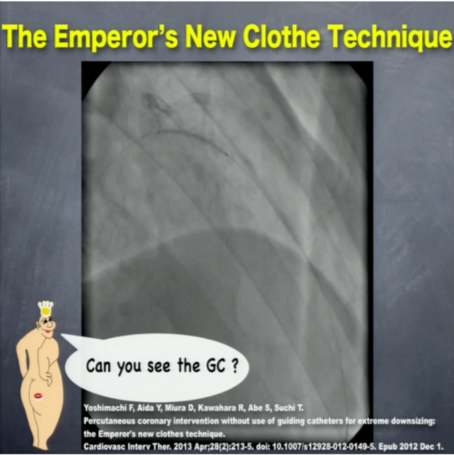 The Emperor's New Clothe Technique
Can you see the GC ?
Yoshimachi F, Aida Y, Miura D, Kawahara R, Abe S, Suchi T.
Percutaneous coronary intervention without use of guiding catheters for extreme downsizing:
the Emperor's new clothes technique.
Cardiovasc Interv Ther. 2013 Apr;28(2):213-5. doi: 10.1007/s12928-012-0149-5. Epub 2012 Dec 1.